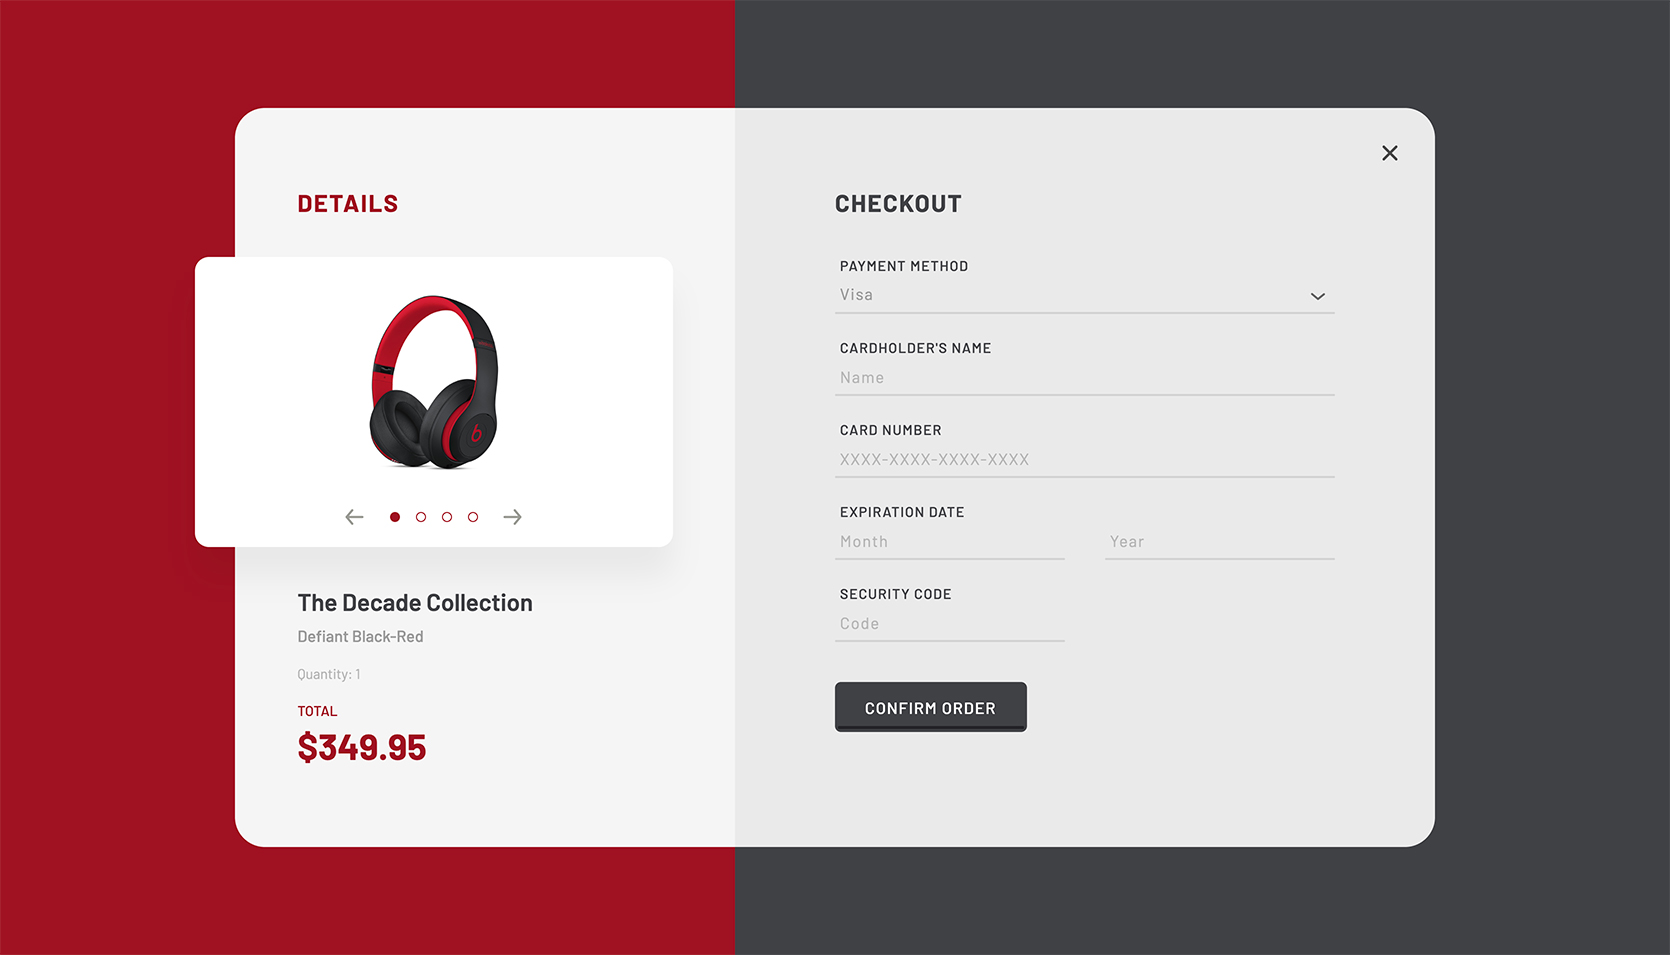 DETAILS
b
The Decade Collection
Defiant Black-Red
Quantity: 1
TOTAL
$349.95
CHECKOUT
PAYMENT METHOD
Visa
CARDHOLDER'S NAME
Name
CARD NUMBER
XXXX-XXXX-XXXX-XXXX
EXPIRATION DATE
Month Year
SECURITY CODE
Code
CONFIRM ORDER